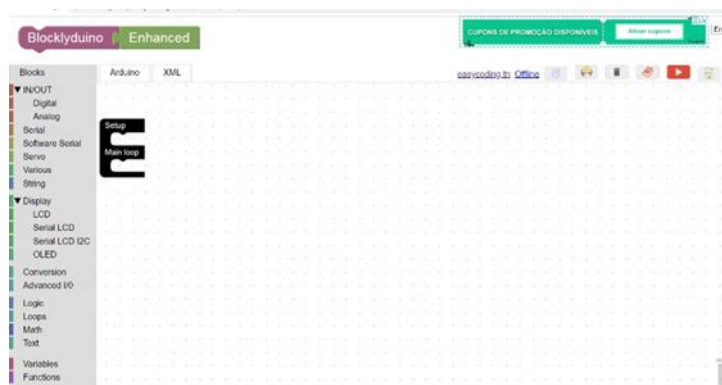 Blocklyduino Enhanced
CUPONS DE PROMOÇÃO DISPONÍVEIS
Ativar cupons
Blocks
Arduino
XML
easycoding.tn Offline
IN/OUT
Digital
Analog
Serial
Software Serial
Servo
Various
String
Display
LCD
Serial LCD
Serial LCD I2C
OLED
Conversion
Advanced I/O
Logic
Loops
Math
Text
Variables
Functions
Setup
Main loop